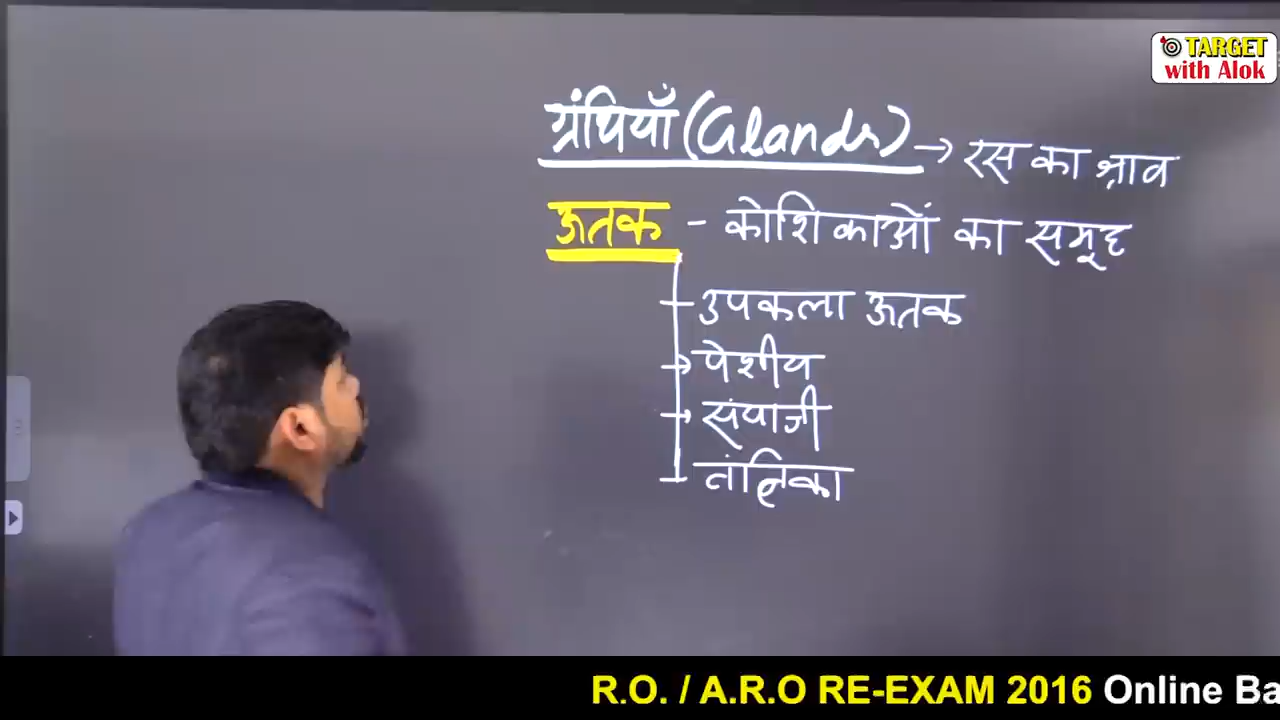 TARGET
with Alok
ग्रंथियाँ (Glands) → रस का श्राव
ऊतक - कोशिकाओं का समूह
उपकला ऊतक
पेशीय
संयोजी
तंत्रिका
R.O. / A.R.O RE-EXAM 2016 Online Ba